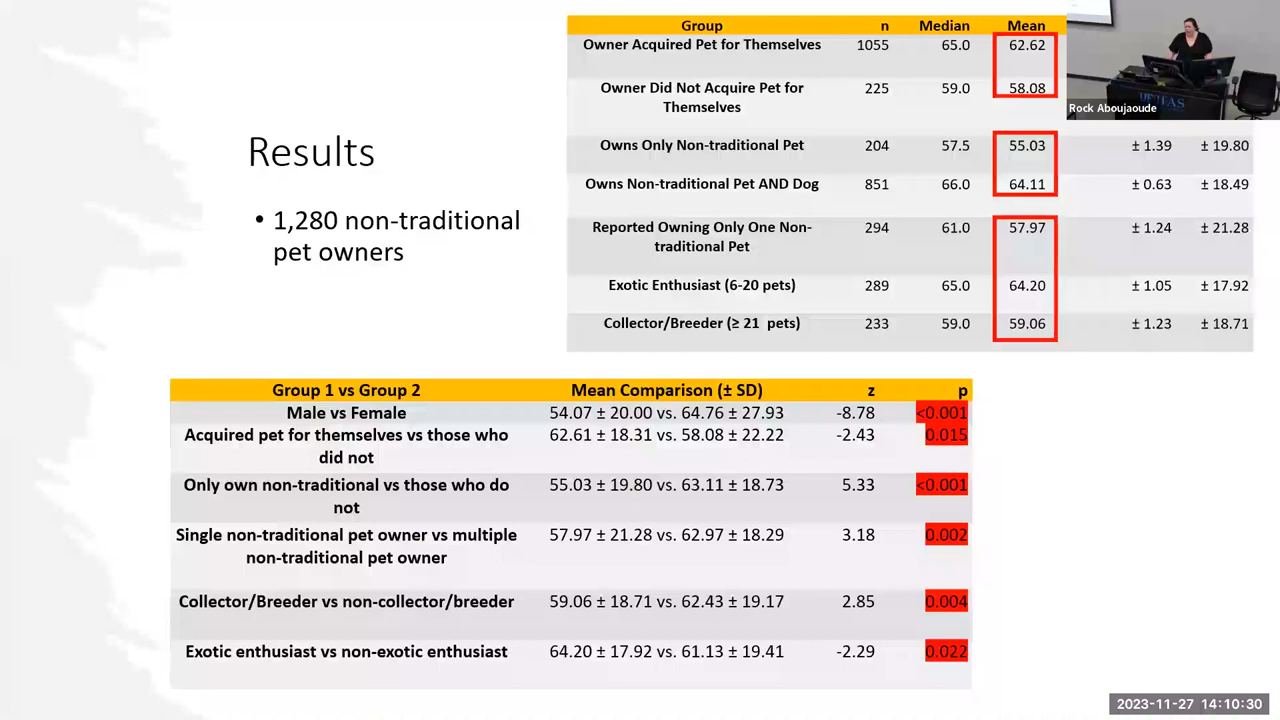 Results
• 1,280 non-traditional
pet owners
Group n Median Mean
Owner Acquired Pet for Themselves 1055 65.0 62.62
Owner Did Not Acquire Pet for 225 59.0 58.08
Themselves
Owns Only Non-traditional Pet 204 57.5 55.03 ± 1.39 ± 19.80
Owns Non-traditional Pet AND Dog 851 66.0 64.11 ± 0.63 ± 18.49
Reported Owning Only One Non- 294 61.0 57.97 ± 1.24 ± 21.28
traditional Pet
Exotic Enthusiast (6-20 pets) 289 65.0 64.20 ± 1.05 ± 17.92
Collector/Breeder (≥ 21 pets) 233 59.0 59.06 ± 1.23 ± 18.71
Rock Aboujaoude
Group 1 vs Group 2 Mean Comparison (± SD) z p
Male vs Female 54.07 ± 20.00 vs. 64.76 ± 27.93 -8.78 <0.001
Acquired pet for themselves vs those who 62.61 ± 18.31 vs. 58.08 ± 22.22 -2.43 0.015
did not
Only own non-traditional vs those who do 55.03 ± 19.80 vs. 63.11 ± 18.73 5.33 <0.001
not
Single non-traditional pet owner vs multiple 57.97 ± 21.28 vs. 62.97 ± 18.29 3.18 0.002
non-traditional pet owner
Collector/Breeder vs non-collector/breeder 59.06 ± 18.71 vs. 62.43 ± 19.17 2.85 0.004
Exotic enthusiast vs non-exotic enthusiast 64.20 ± 17.92 vs. 61.13 ± 19.41 -2.29 0.022
2023-11-27 14:10:30